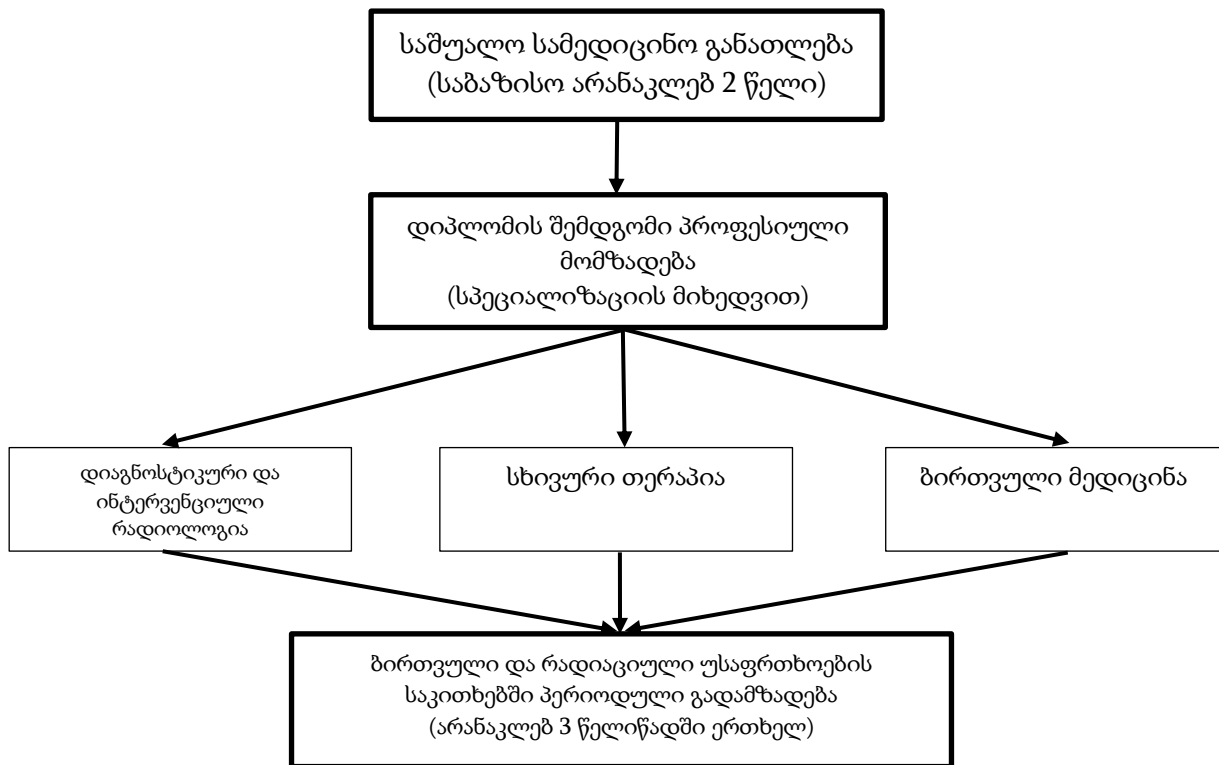 საშუალო სამედიცინო განათლება
(საბაზისო არანაკლებ 2 წელი)
დიპლომის შემდგომი პროფესიული
მომზადება
(სპეციალიზაციის მიხედვით)
დიაგნოსტიკური და
ინტერვენციული
რადიოლოგია
სხივური თერაპია
ბირთვული მედიცინა
ბირთვული და რადიაციული უსაფრთხოების
საკითხებში პერიოდული გადამზადება
(არანაკლებ 3 წელიწადში ერთხელ)